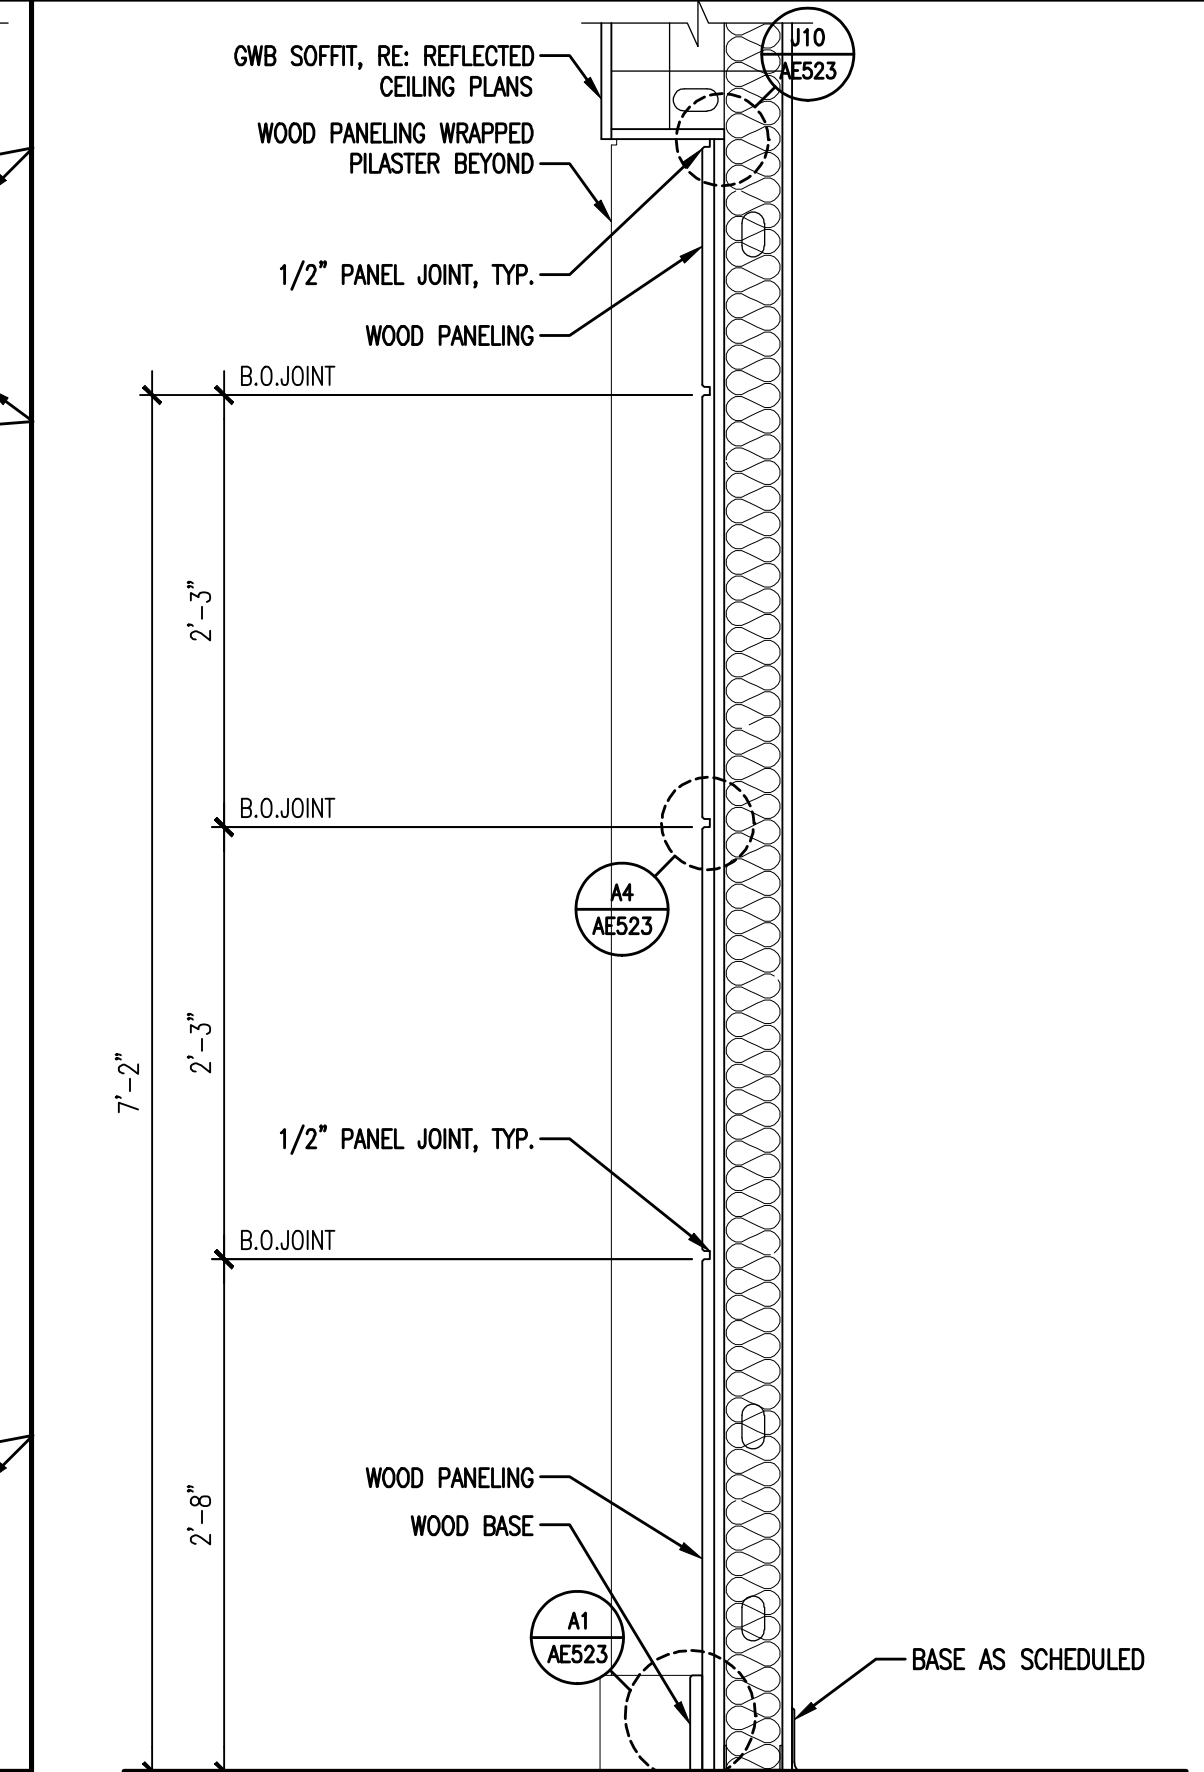 J10
AE523
GWB SOFFIT, RE: REFLECTED
CEILING PLANS
WOOD PANELING WRAPPED
PILASTER BEYOND
1/2" PANEL JOINT, TYP.
WOOD PANELING
B.O.JOINT
2'-3"
B.O.JOINT
A4
AE523
2'-3"
7'-2"
1/2" PANEL JOINT, TYP.
B.O.JOINT
2'-8"
WOOD PANELING
WOOD BASE
A1
AE523
BASE AS SCHEDULED